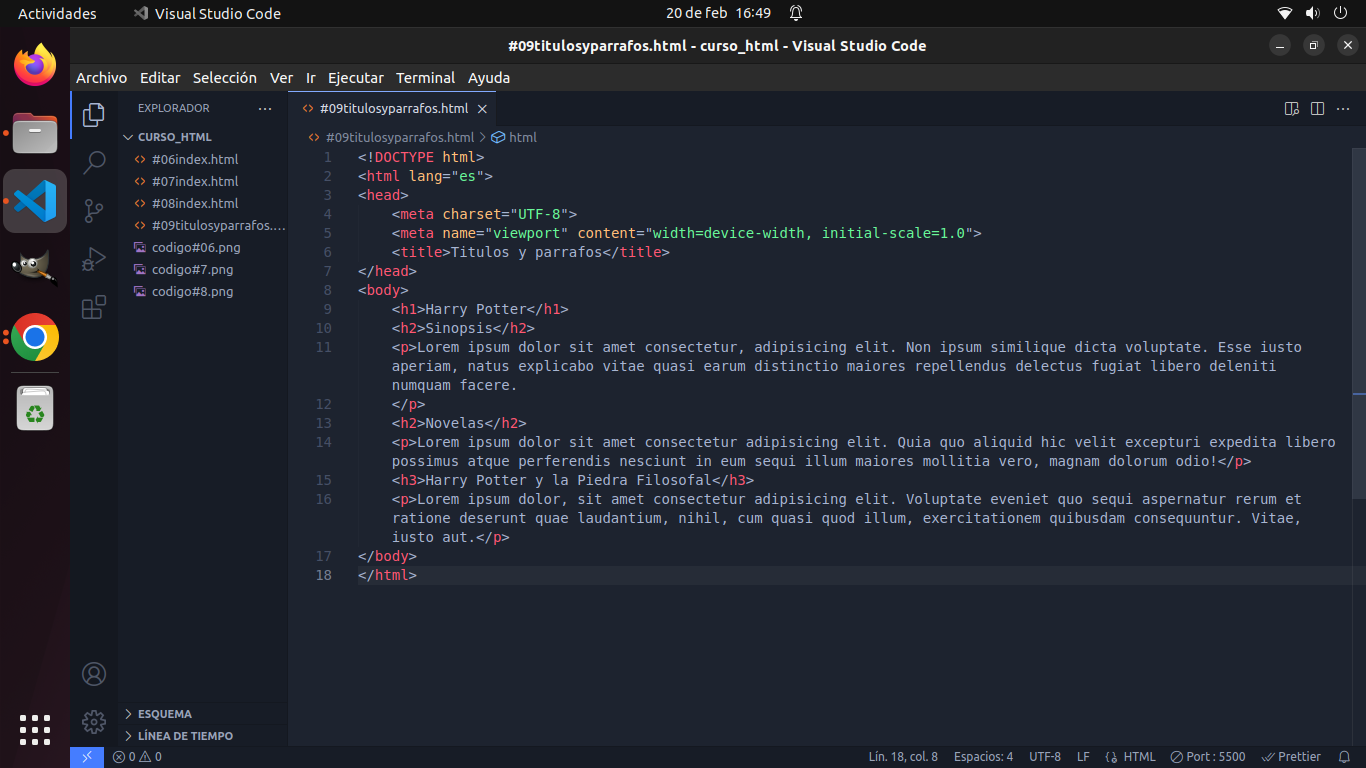 Actividades Visual Studio Code 20 de feb 16:49
#09titulosyparrafos.html - curso_html - Visual Studio Code
Archivo Editar Selección Ver Ir Ejecutar Terminal Ayuda
EXPLORADOR ···
CURSO_HTML
#06index.html
#07index.html
#08index.html
#09titulosyparrafos....
codigo#06.png
codigo#7.png
codigo#8.png
ESQUEMA
LÍNEA DE TIEMPO
#09titulosyparrafos.html
#09titulosyparrafos.html > html
1 <!DOCTYPE html>
2 <html lang="es">
3 <head>
4 <meta charset="UTF-8">
5 <meta name="viewport" content="width=device-width, initial-scale=1.0">
6 <title>Titulos y parrafos</title>
7 </head>
8 <body>
9 <h1>Harry Potter</h1>
10 <h2>Sinopsis</h2>
11 <p>Lorem ipsum dolor sit amet consectetur, adipisicing elit. Non ipsum similique dicta voluptate. Esse iusto
aperiam, natus explicabo vitae quasi earum distinctio maiores repellendus delectus fugiat libero deleniti
numquam facere.
12 </p>
13 <h2>Novelas</h2>
14 <p>Lorem ipsum dolor sit amet consectetur adipisicing elit. Quia quo aliquid hic velit excepturi expedita libero
possimus atque perferendis nesciunt in eum sequi illum maiores mollitia vero, magnam dolorum odio!</p>
15 <h3>Harry Potter y la Piedra Filosofal</h3>
16 <p>Lorem ipsum dolor, sit amet consectetur adipisicing elit. Voluptate eveniet quo sequi aspernatur rerum et
ratione deserunt quae laudantium, nihil, cum quasi quod illum, exercitationem quibusdam consequuntur. Vitae,
iusto aut.</p>
17 </body>
18 </html>
0 0 Lín. 18, col. 8 Espacios: 4 UTF-8 LF HTML Port : 5500 Prettier